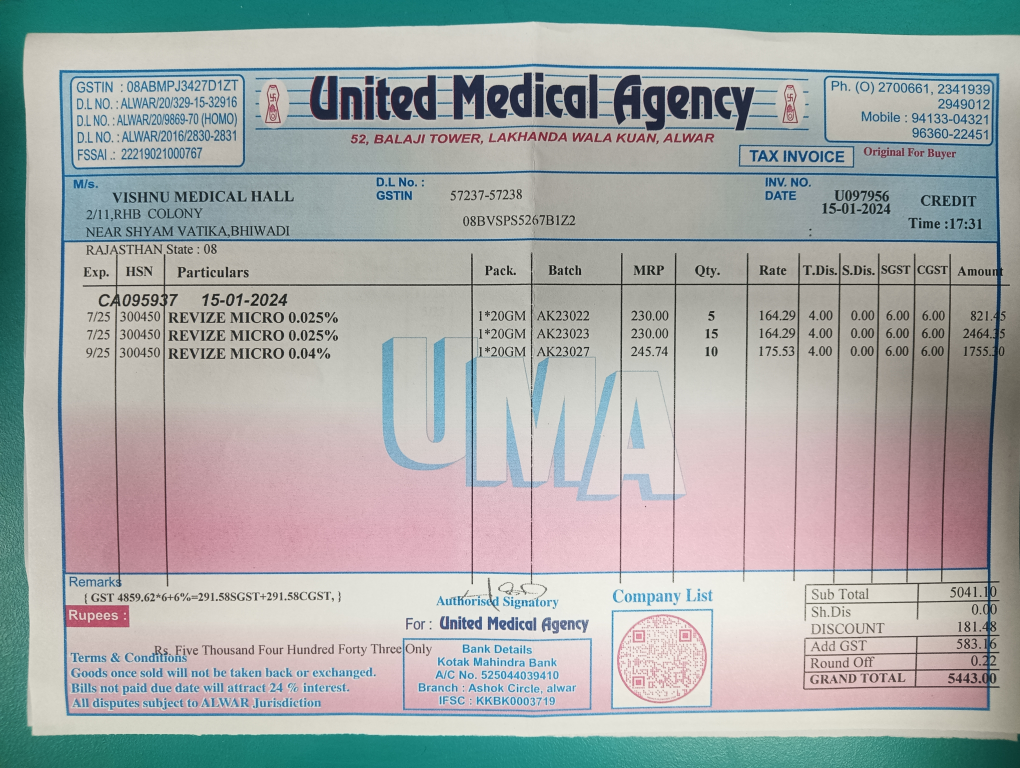 GSTIN : 08ABMPJ3427D1ZT
D.L NO. : ALWAR/20/329-15-32916
D.L NO. : ALWAR/20/9869-70 (HOMO)
D.L NO. : ALWAR/2016/2830-2831
FSSAI .: 22219021000767
United Medical Agency
52, BALAJI TOWER, LAKHANDA WALA KUAN, ALWAR
Ph. (O) 2700661, 2341939
2949012
Mobile : 94133-04321
96360-22451
TAX INVOICE
Original For Buyer
M/s.
VISHNU MEDICAL HALL
2/11,RHB COLONY
NEAR SHYAM VATIKA,BHIWADI
RAJASTHAN State : 08
D.L No. : 57237-57238
GSTIN 08BVSPS5267B1Z2
INV. NO. U097956 CREDIT
DATE 15-01-2024
: Time :17:31
Exp. HSN Particulars Pack. Batch MRP Qty. Rate T.Dis. S.Dis. SGST CGST Amount
CA095937 15-01-2024
7/25 300450 REVIZE MICRO 0.025% 1*20GM AK23022 230.00 5 164.29 4.00 0.00 6.00 6.00 821.45
7/25 300450 REVIZE MICRO 0.025% 1*20GM AK23023 230.00 15 164.29 4.00 0.00 6.00 6.00 2464.35
9/25 300450 REVIZE MICRO 0.04% 1*20GM AK23027 245.74 10 175.53 4.00 0.00 6.00 6.00 1755.30
UMA
Remarks
{ GST 4859.62*6+6%=291.58SGST+291.58CGST, }
Rupees :
Rs. Five Thousand Four Hundred Forty Three Only
Terms & Conditions
Goods once sold will not be taken back or exchanged.
Bills not paid due date will attract 24 % interest.
All disputes subject to ALWAR Jurisdiction
Authorised Signatory
For : United Medical Agency
Bank Details
Kotak Mahindra Bank
A/C No. 525044039410
Branch : Ashok Circle, alwar
IFSC : KKBK0003719
Company List
Sub Total 5041.10
Sh.Dis 0.00
DISCOUNT 181.48
Add GST 583.16
Round Off 0.22
GRAND TOTAL 5443.00